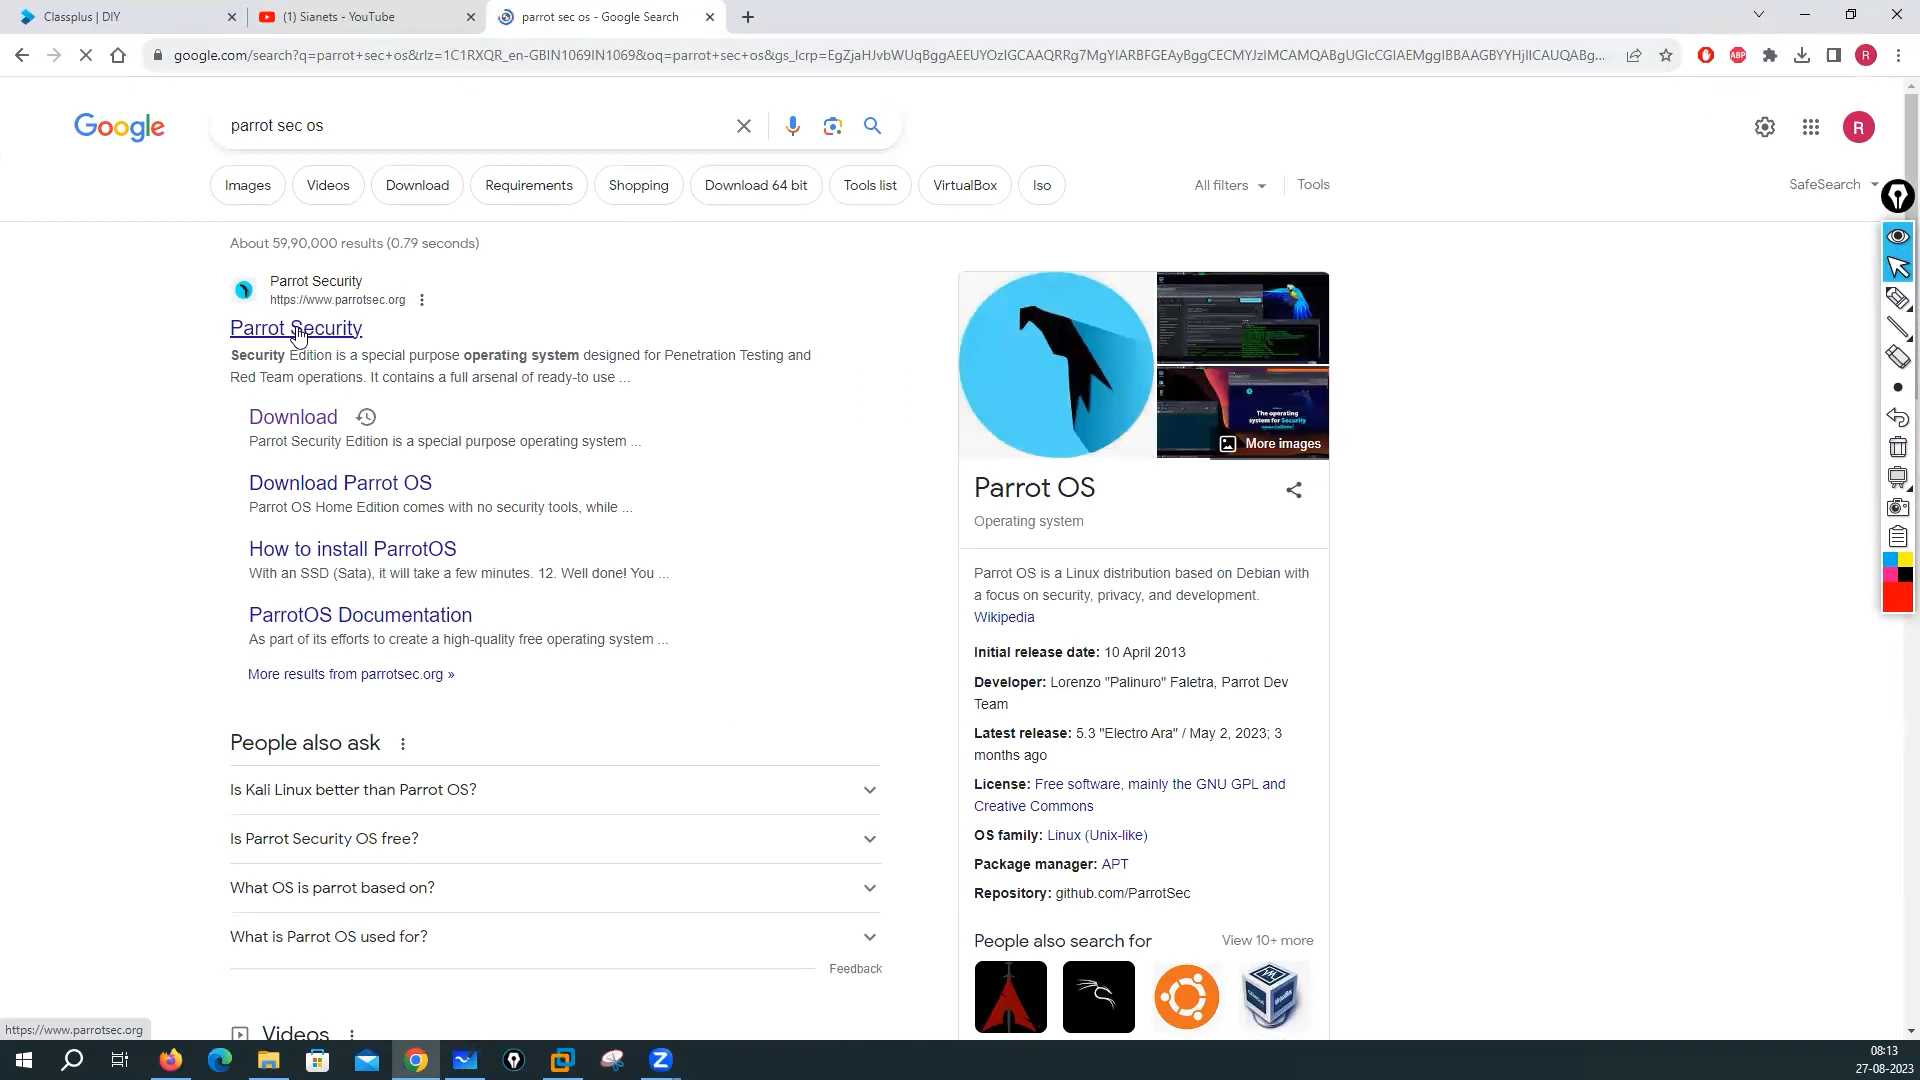 Classplus | DIY
(1) Sianets - YouTube
parrot sec os - Google Search
google.com/search?q=parrot+sec+os&rlz=1C1RXQR_en-GBIN1069IN1069&oq=parrot+sec+os&gs_lcrp=EgZjaHJvbWUqBggAEEUYOzIGCAAQRRg7MgYIARBFGEAyBggCECMYJzIMCAMQABgUGIcCGIAEMggIBBAAGBYYHjIICAUQABg...
ABP
R
Google
parrot sec os
R
Images
Videos
Download
Requirements
Shopping
Download 64 bit
Tools list
VirtualBox
Iso
All filters
Tools
SafeSearch
About 59,90,000 results (0.79 seconds)
Parrot Security
https://www.parrotsec.org
Parrot Security
Security Edition is a special purpose operating system designed for Penetration Testing and
Red Team operations. It contains a full arsenal of ready-to use ...
Download
Parrot Security Edition is a special purpose operating system ...
Download Parrot OS
Parrot OS Home Edition comes with no security tools, while ...
How to install ParrotOS
With an SSD (Sata), it will take a few minutes. 12. Well done! You ...
ParrotOS Documentation
As part of its efforts to create a high-quality free operating system ...
More results from parrotsec.org »
People also ask
Is Kali Linux better than Parrot OS?
Is Parrot Security OS free?
What OS is parrot based on?
What is Parrot OS used for?
Feedback
Videos
The operating
system for Security
specialists!
More images
Parrot OS
Operating system
Parrot OS is a Linux distribution based on Debian with
a focus on security, privacy, and development.
Wikipedia
Initial release date: 10 April 2013
Developer: Lorenzo "Palinuro" Faletra, Parrot Dev
Team
Latest release: 5.3 "Electro Ara" / May 2, 2023; 3
months ago
License: Free software, mainly the GNU GPL and
Creative Commons
OS family: Linux (Unix-like)
Package manager: APT
Repository: github.com/ParrotSec
People also search for
View 10+ more
https://www.parrotsec.org
Z
08:13
27-08-2023